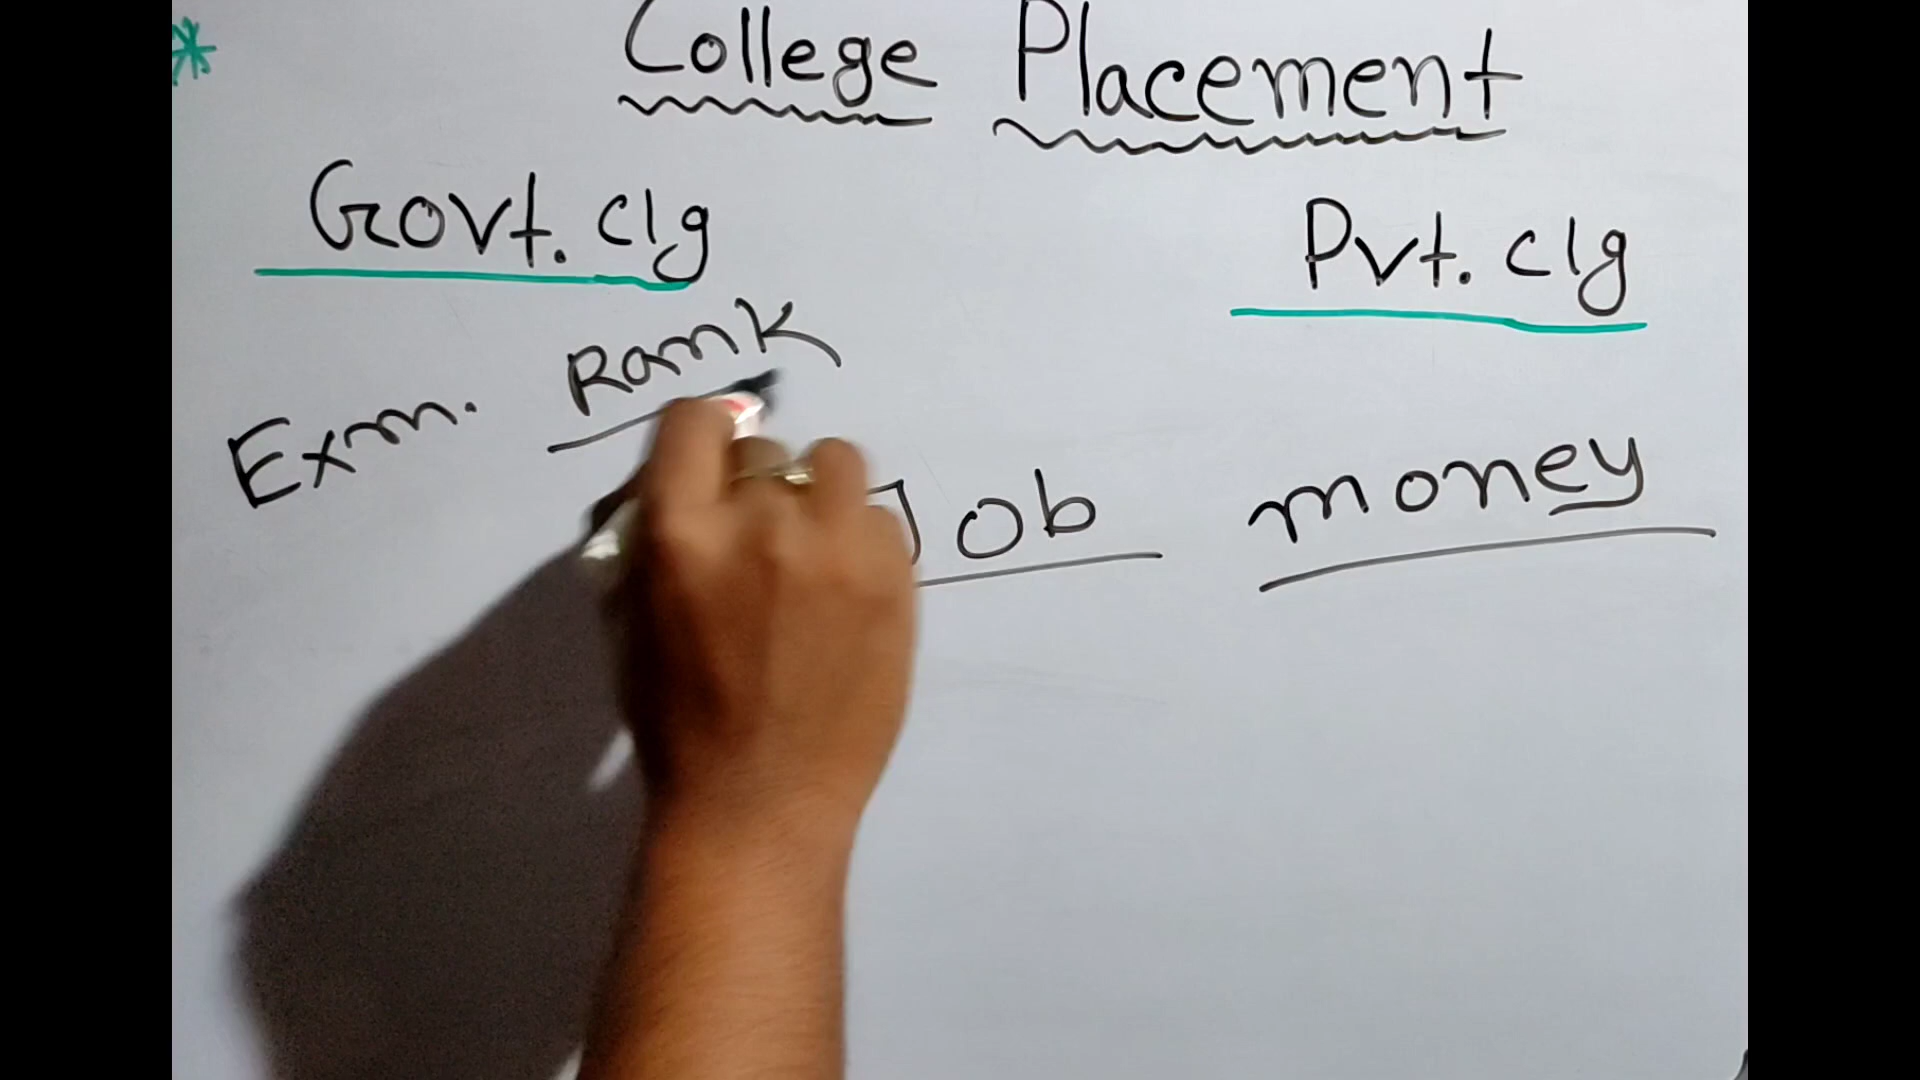 College Placement
Govt. clg
Pvt. clg
Exm. Rank
Job
money